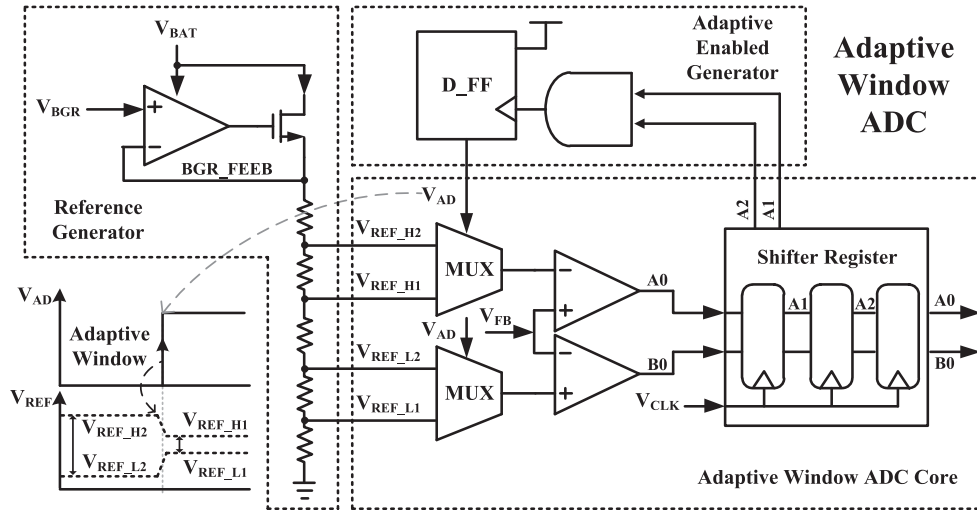 V_BAT
V_BGR
+
−
BGR_FEEB
Reference
Generator
D_FF
Adaptive
Enabled
Generator
Adaptive
Window
ADC
V_AD
V_REF_H2
V_REF_H1
MUX
V_AD
V_REF_L2
V_REF_L1
MUX
V_FB
−
+
−
+
A0
B0
A2
A1
Shifter Register
A1
A2
A0
B0
V_CLK
Adaptive Window ADC Core
V_AD
Adaptive
Window
V_REF
V_REF_H2
V_REF_H1
V_REF_L2
V_REF_L1